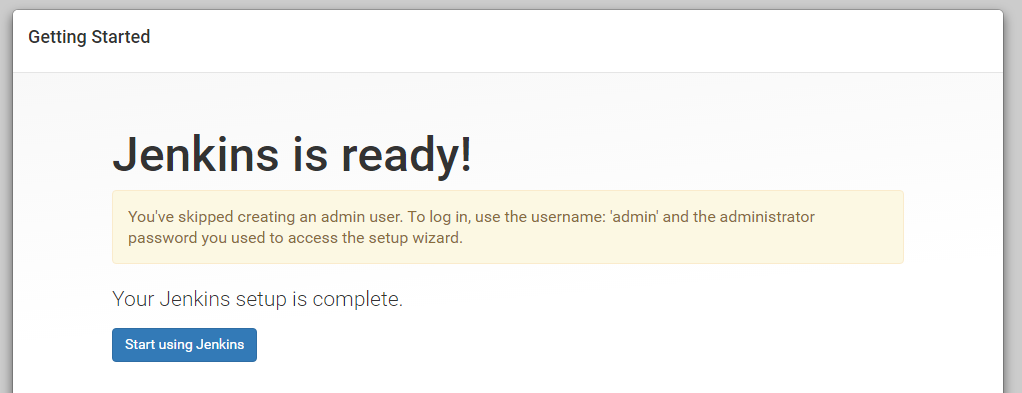 Getting Started
Jenkins is ready!
You've skipped creating an admin user. To log in, use the username: 'admin' and the administrator
password you used to access the setup wizard.
Your Jenkins setup is complete.
Start using Jenkins